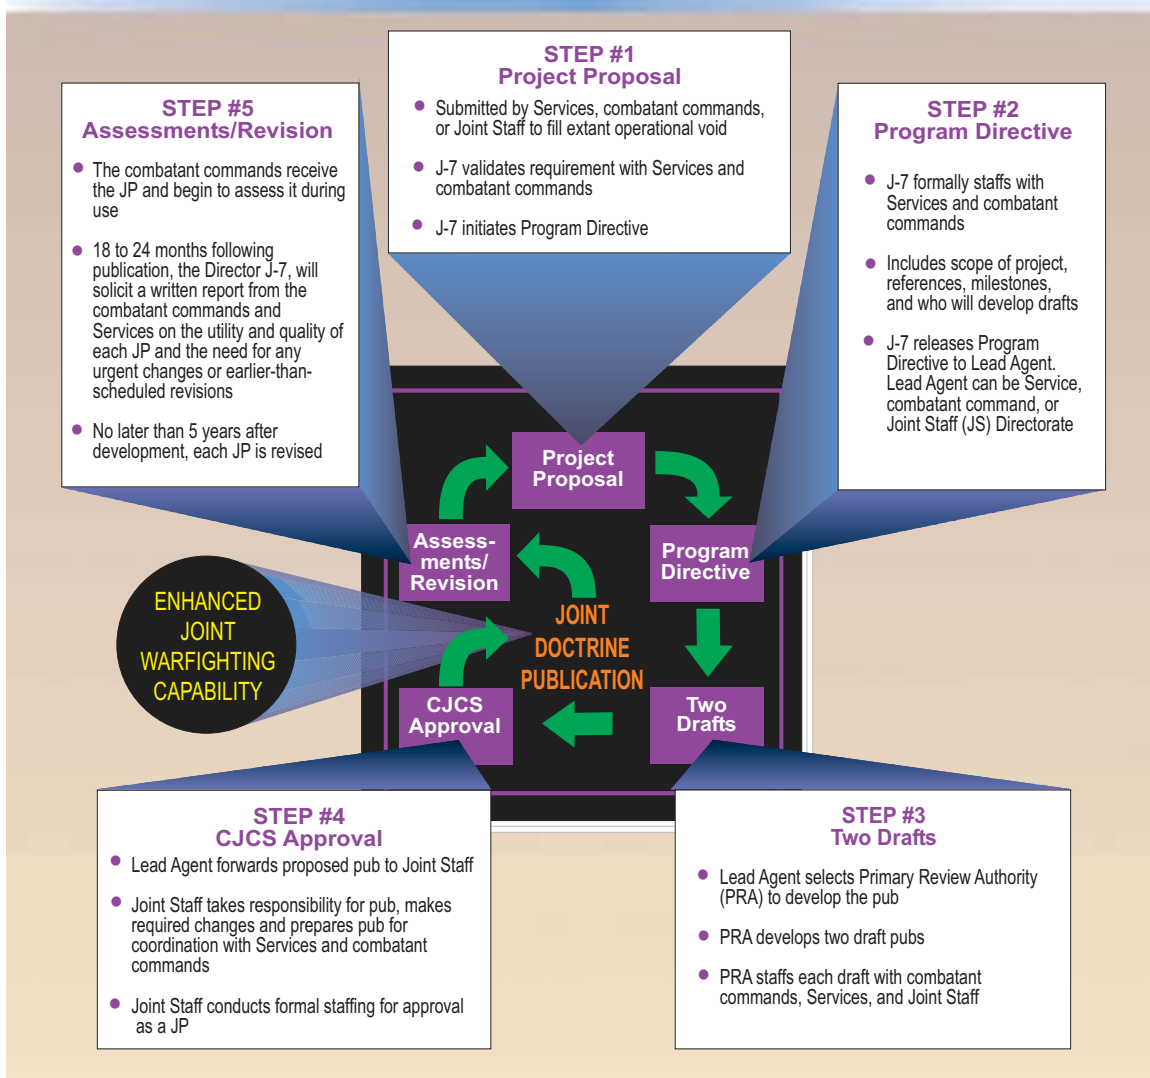 STEP #1
Project Proposal
Submitted by Services, combatant commands,
or Joint Staff to fill extant operational void
J-7 validates requirement with Services and
combatant commands
J-7 initiates Program Directive
STEP #2
Program Directive
J-7 formally staffs with
Services and combatant
commands
Includes scope of project,
references, milestones,
and who will develop drafts
J-7 releases Program
Directive to Lead Agent.
Lead Agent can be Service,
combatant command, or
Joint Staff (JS) Directorate
STEP #5
Assessments/Revision
The combatant commands receive
the JP and begin to assess it during
use
18 to 24 months following
publication, the Director J-7, will
solicit a written report from the
combatant commands and
Services on the utility and quality of
each JP and the need for any
urgent changes or earlier-than-
scheduled revisions
No later than 5 years after
development, each JP is revised
Project
Proposal
Program
Directive
Two
Drafts
CJCS
Approval
Assess-
ments/
Revision
JOINT
DOCTRINE
PUBLICATION
ENHANCED
JOINT
WARFIGHTING
CAPABILITY
STEP #4
CJCS Approval
Lead Agent forwards proposed pub to Joint Staff
Joint Staff takes responsibility for pub, makes
required changes and prepares pub for
coordination with Services and combatant
commands
Joint Staff conducts formal staffing for approval
as a JP
STEP #3
Two Drafts
Lead Agent selects Primary Review Authority
(PRA) to develop the pub
PRA develops two draft pubs
PRA staffs each draft with combatant
commands, Services, and Joint Staff